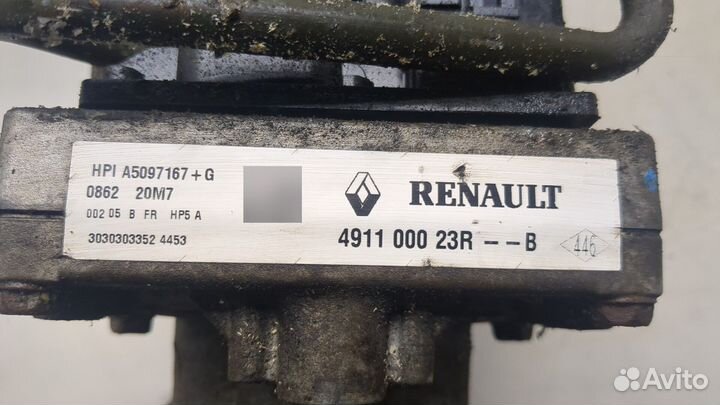 HPI A5097167+G
0862 20M7
002 05 B FR HP5 A
3030303352 4453
RENAULT
4911 000 23R -- B
446
Avito